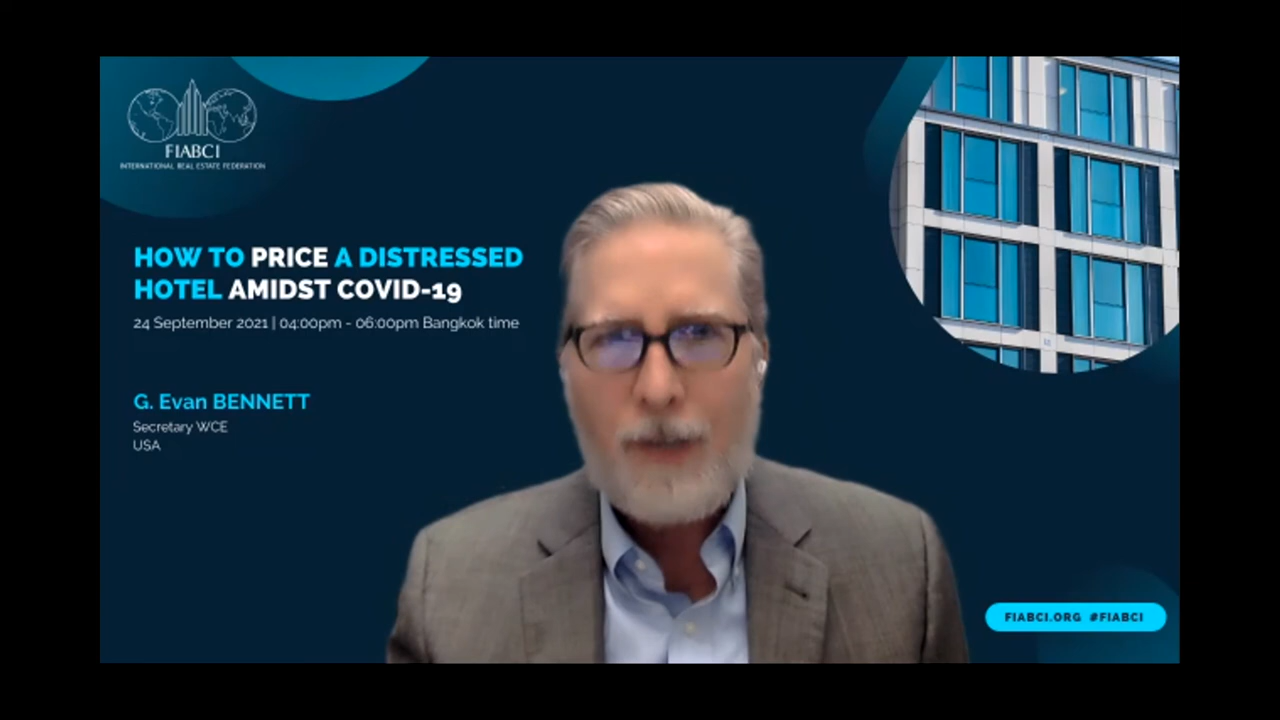 FIABCI
INTERNATIONAL REAL ESTATE FEDERATION
HOW TO PRICE A DISTRESSED
HOTEL AMIDST COVID-19
24 September 2021 | 04:00pm - 06:00pm Bangkok time
G. Evan BENNETT
Secretary WCE
USA
FIABCI.ORG #FIABCI